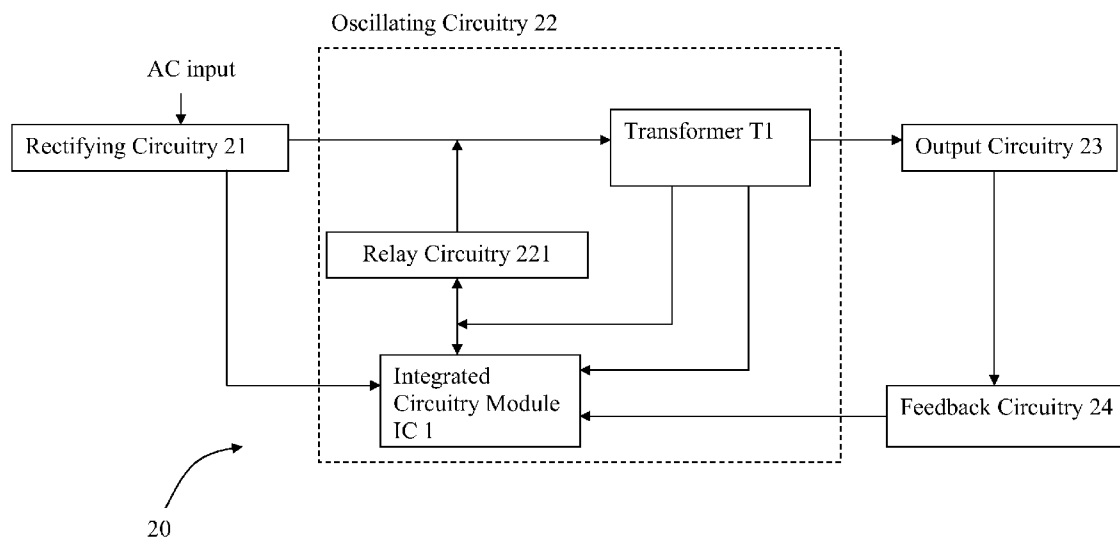 Oscillating Circuitry 22
AC input
Rectifying Circuitry 21
Transformer T1
Output Circuitry 23
Relay Circuitry 221
Integrated
Circuitry Module
IC 1
Feedback Circuitry 24
20